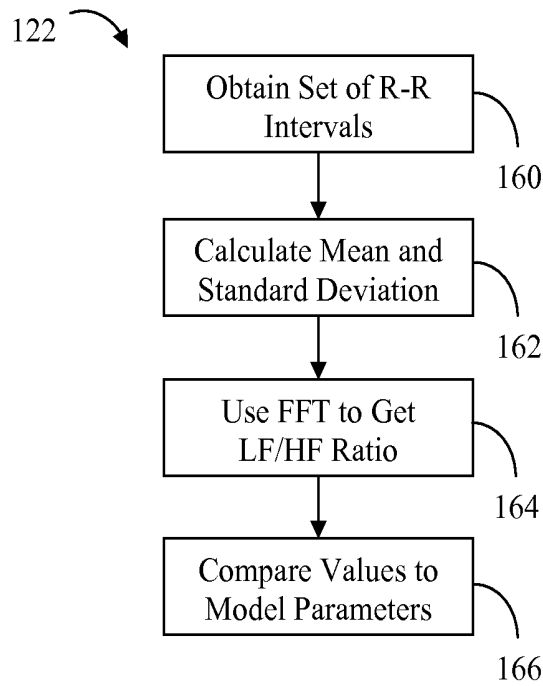 122
Obtain Set of R-R
Intervals
160
Calculate Mean and
Standard Deviation
162
Use FFT to Get
LF/HF Ratio
164
Compare Values to
Model Parameters
166